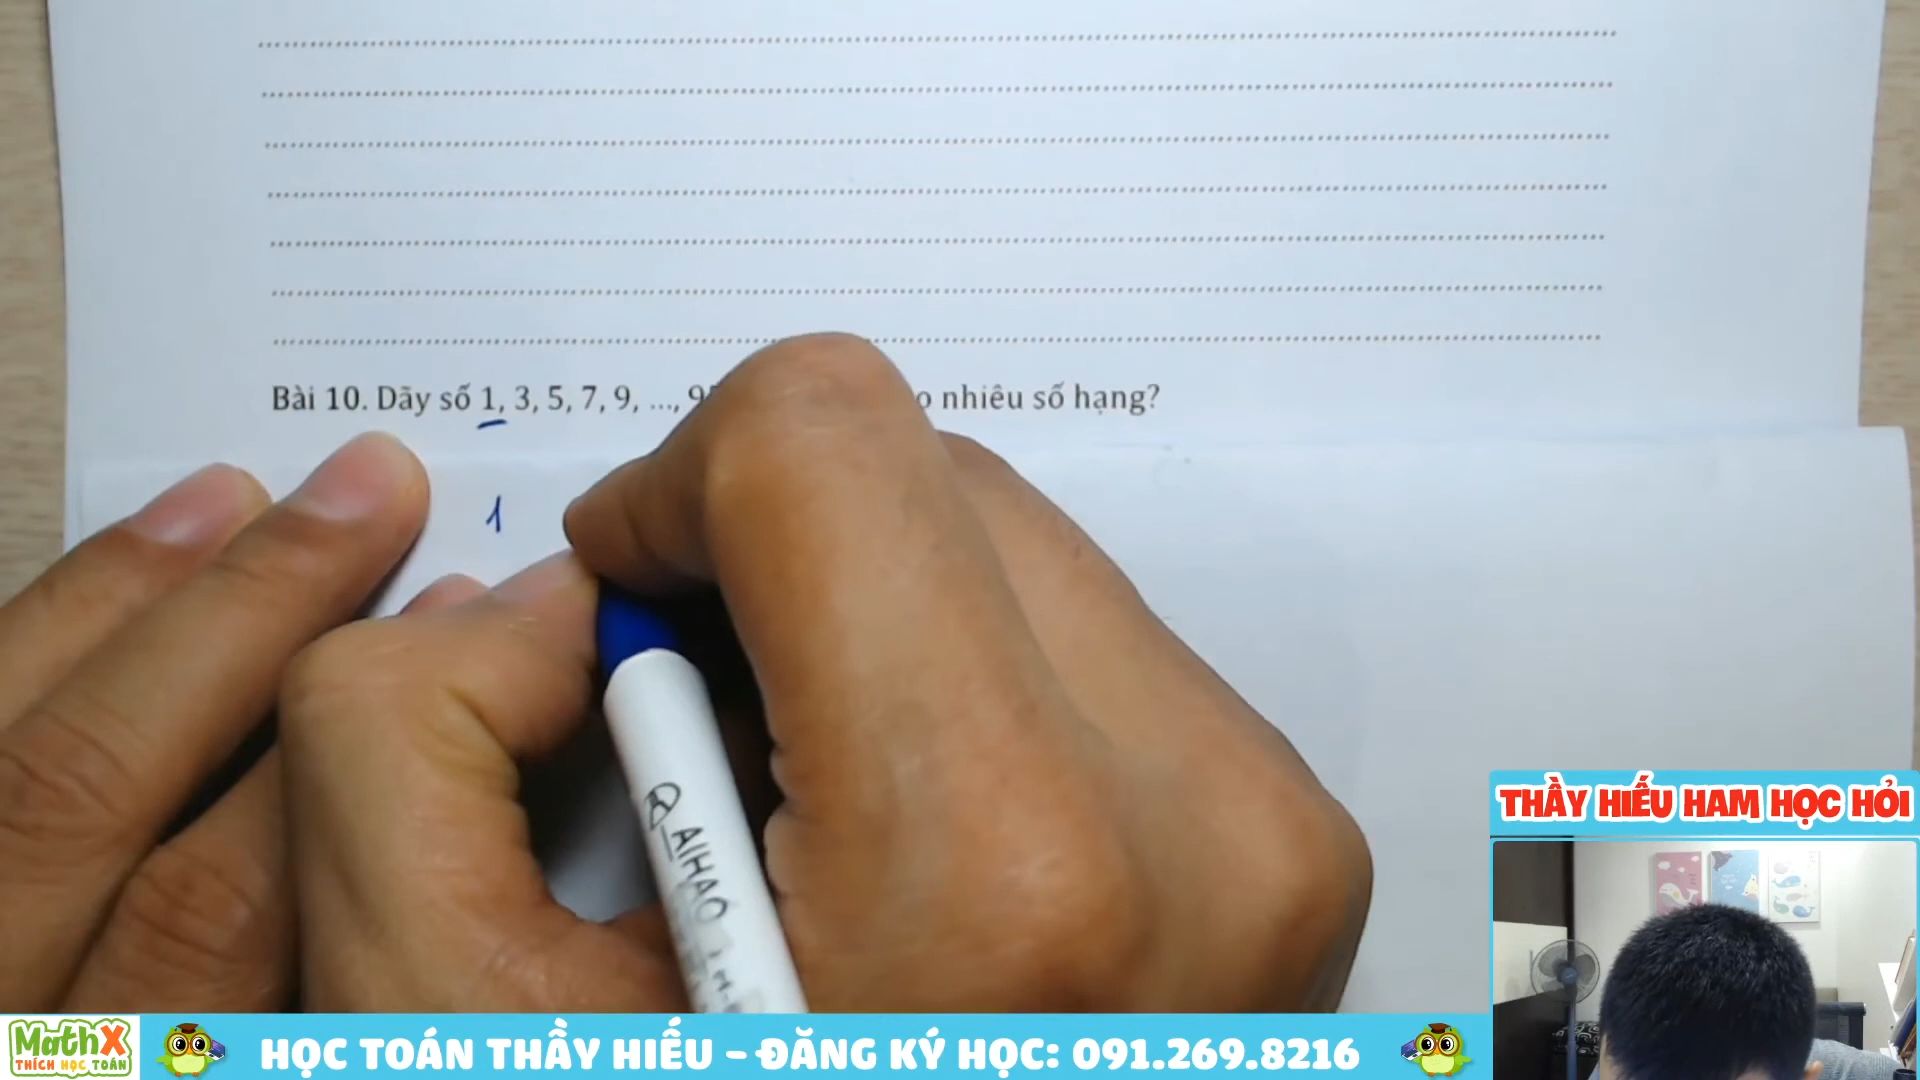 Bài 10. Dãy số 1, 3, 5, 7, 9, ..., nhiêu số hạng?
1
AIHAO
THẦY HIẾU HAM HỌC HỎI
MathX
THÍCH HỌC TOÁN
HỌC TOÁN THẦY HIẾU - ĐĂNG KÝ HỌC: 091.269.8216